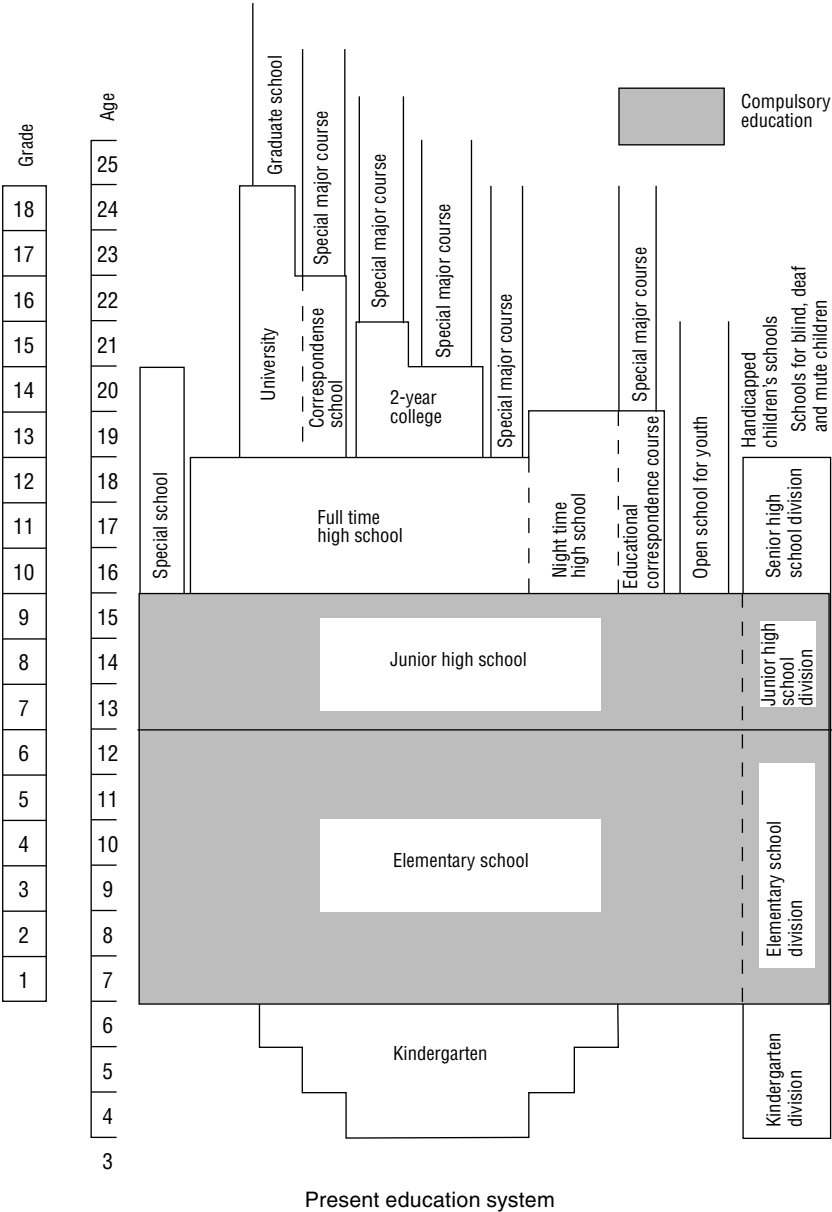 Grade
18
17
16
15
14
13
12
11
10
9
8
7
6
5
4
3
2
1
Age
25
24
23
22
21
20
19
18
17
16
15
14
13
12
11
10
9
8
7
6
5
4
3
Graduate school
Special major course
Special major course
Special major course
Special major course
Special major course
Compulsory
education
University
Correspondense
school
2-year
college
Handicapped
children's schools
Schools for blind, deaf
and mute children
Special school
Full time
high school
Night time
high school
Educational
correspondence course
Open school for youth
Senior high
school division
Junior high school
Junior high
school
division
Elementary school
Elementary school
division
Kindergarten
Kindergarten
division
Present education system